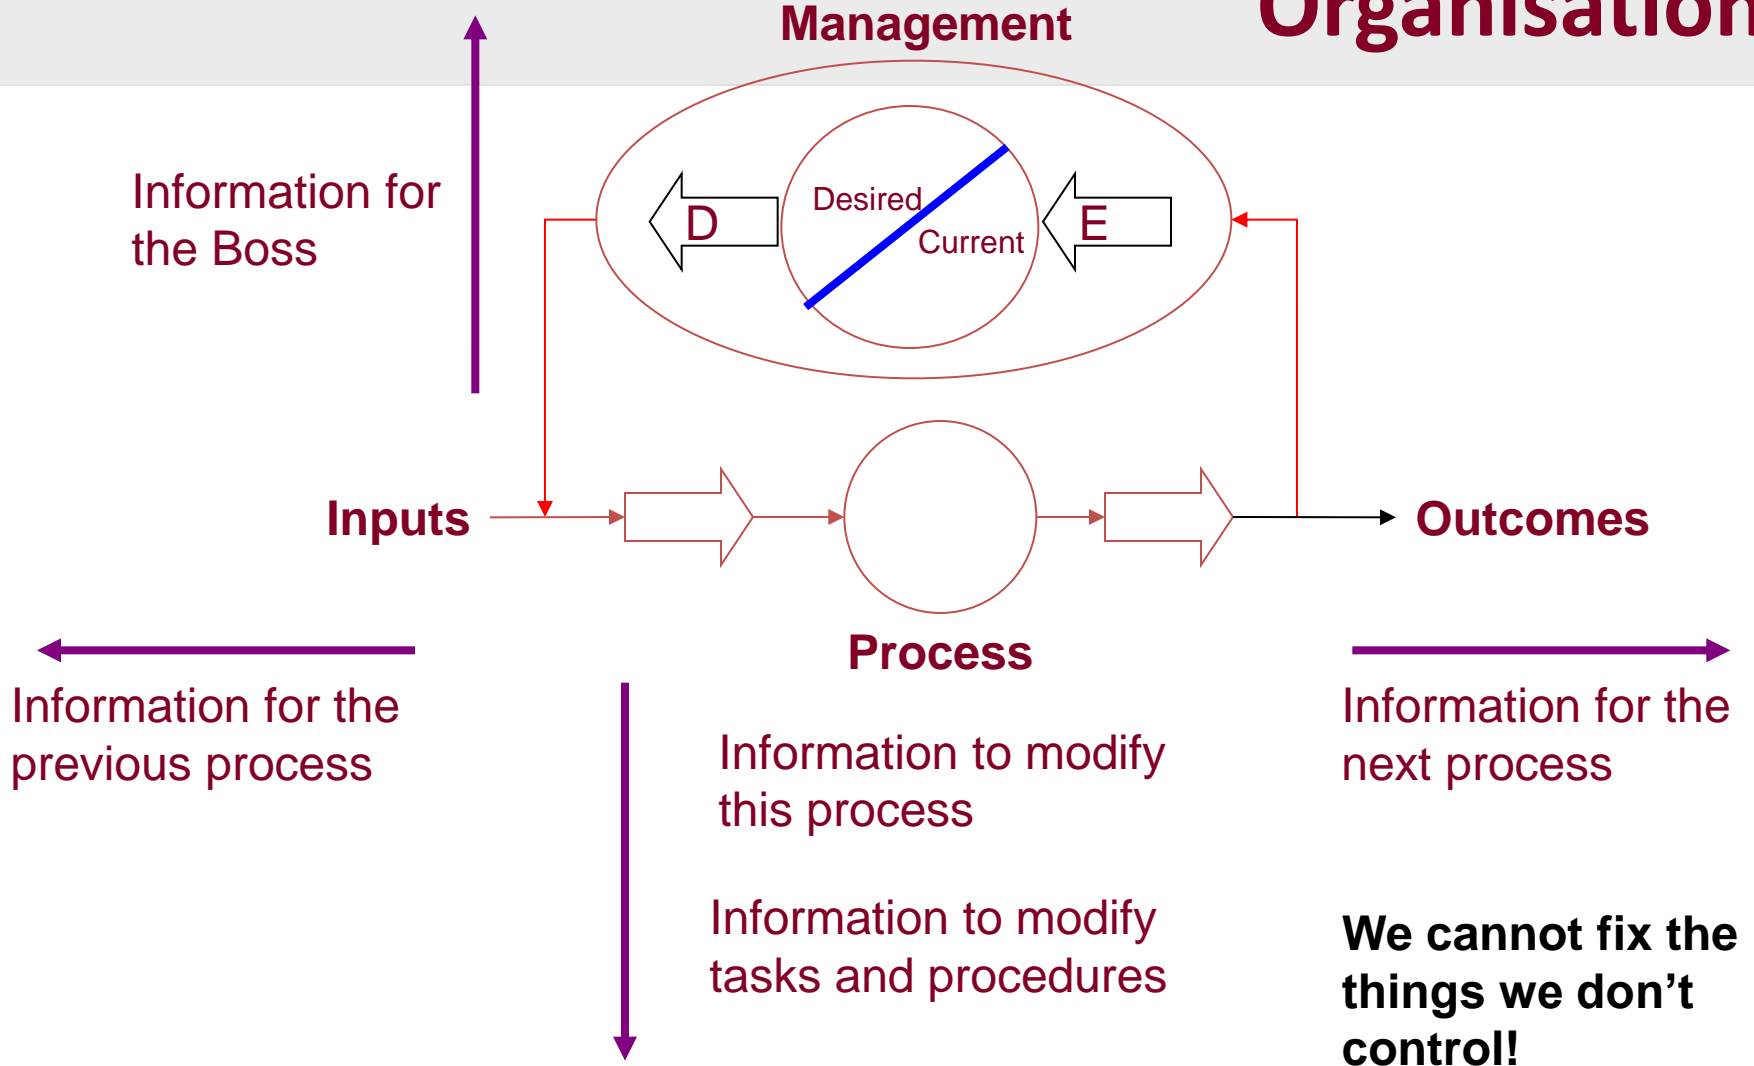 Organisation
Management
Information for
the Boss
D
Desired
Current
E
Inputs
Outcomes
Process
Information for the
previous process
Information to modify
this process
Information for the
next process
Information to modify
tasks and procedures
We cannot fix the
things we don’t
control!